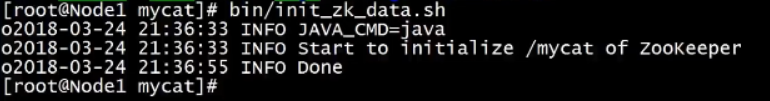 [root@Node1 mycat]# bin/init_zk_data.sh
o2018-03-24 21:36:33 INFO JAVA_CMD=java
o2018-03-24 21:36:33 INFO Start to initialize /mycat of ZooKeeper
o2018-03-24 21:36:55 INFO Done
[root@Node1 mycat]#